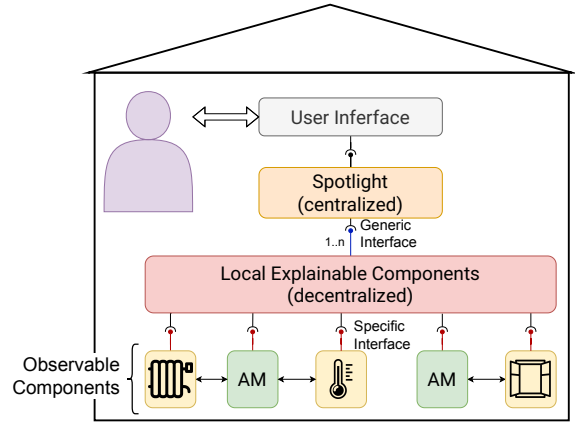 User Inferface
Spotlight
(centralized)
Generic
Interface
1..n
Local Explainable Components
(decentralized)
Specific
Interface
Observable
Components
AM
AM